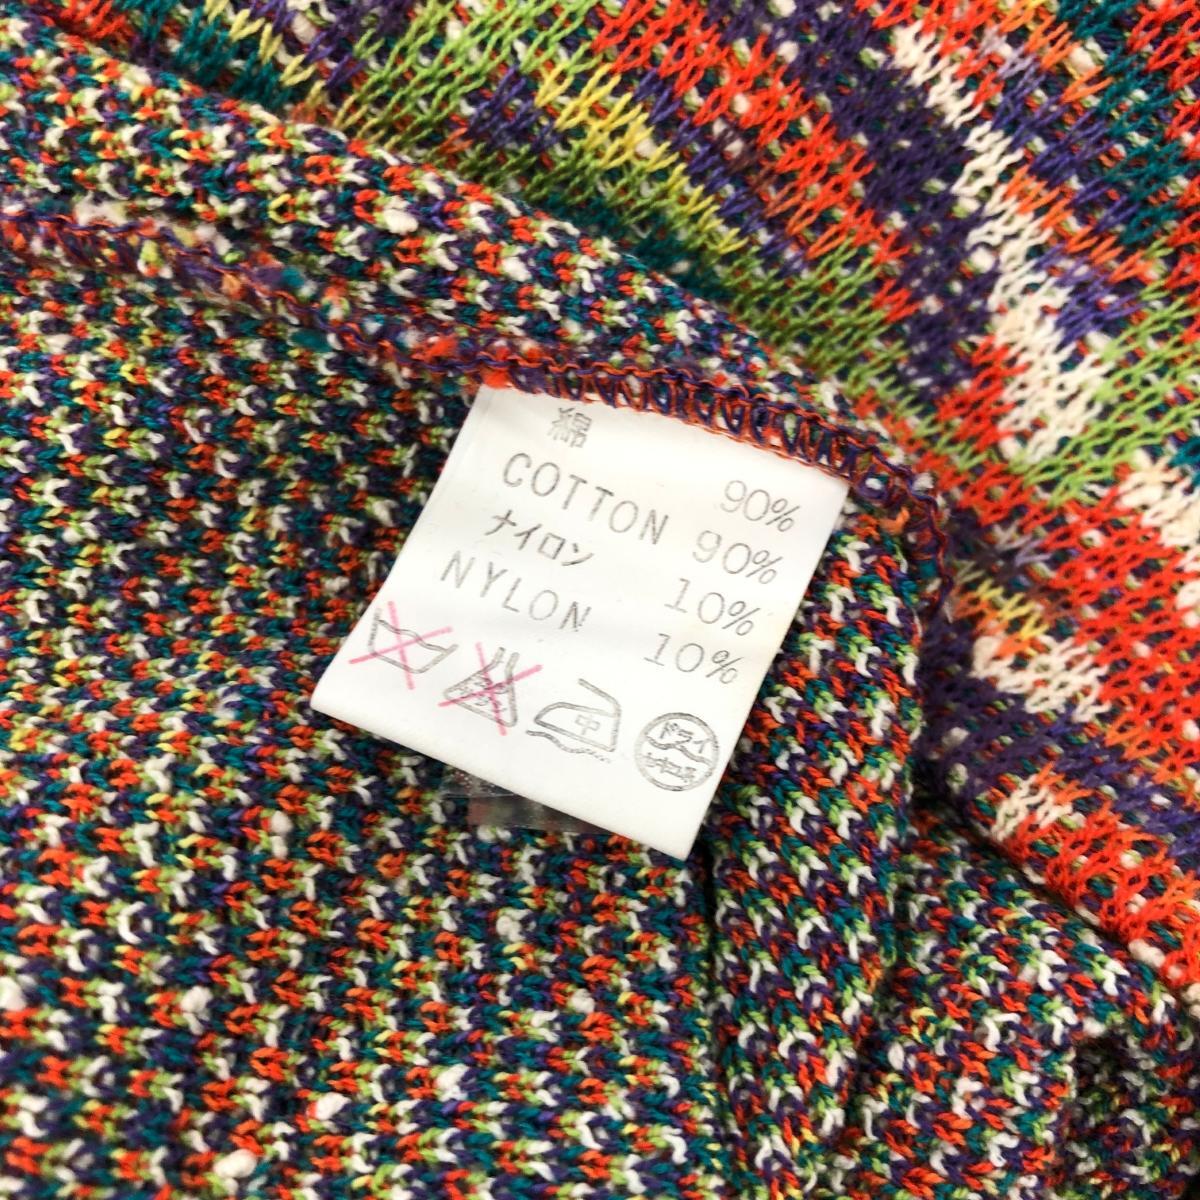 綿 90%
COTTON 90%
ナイロン 10%
NYLON 10%
中
ドライ